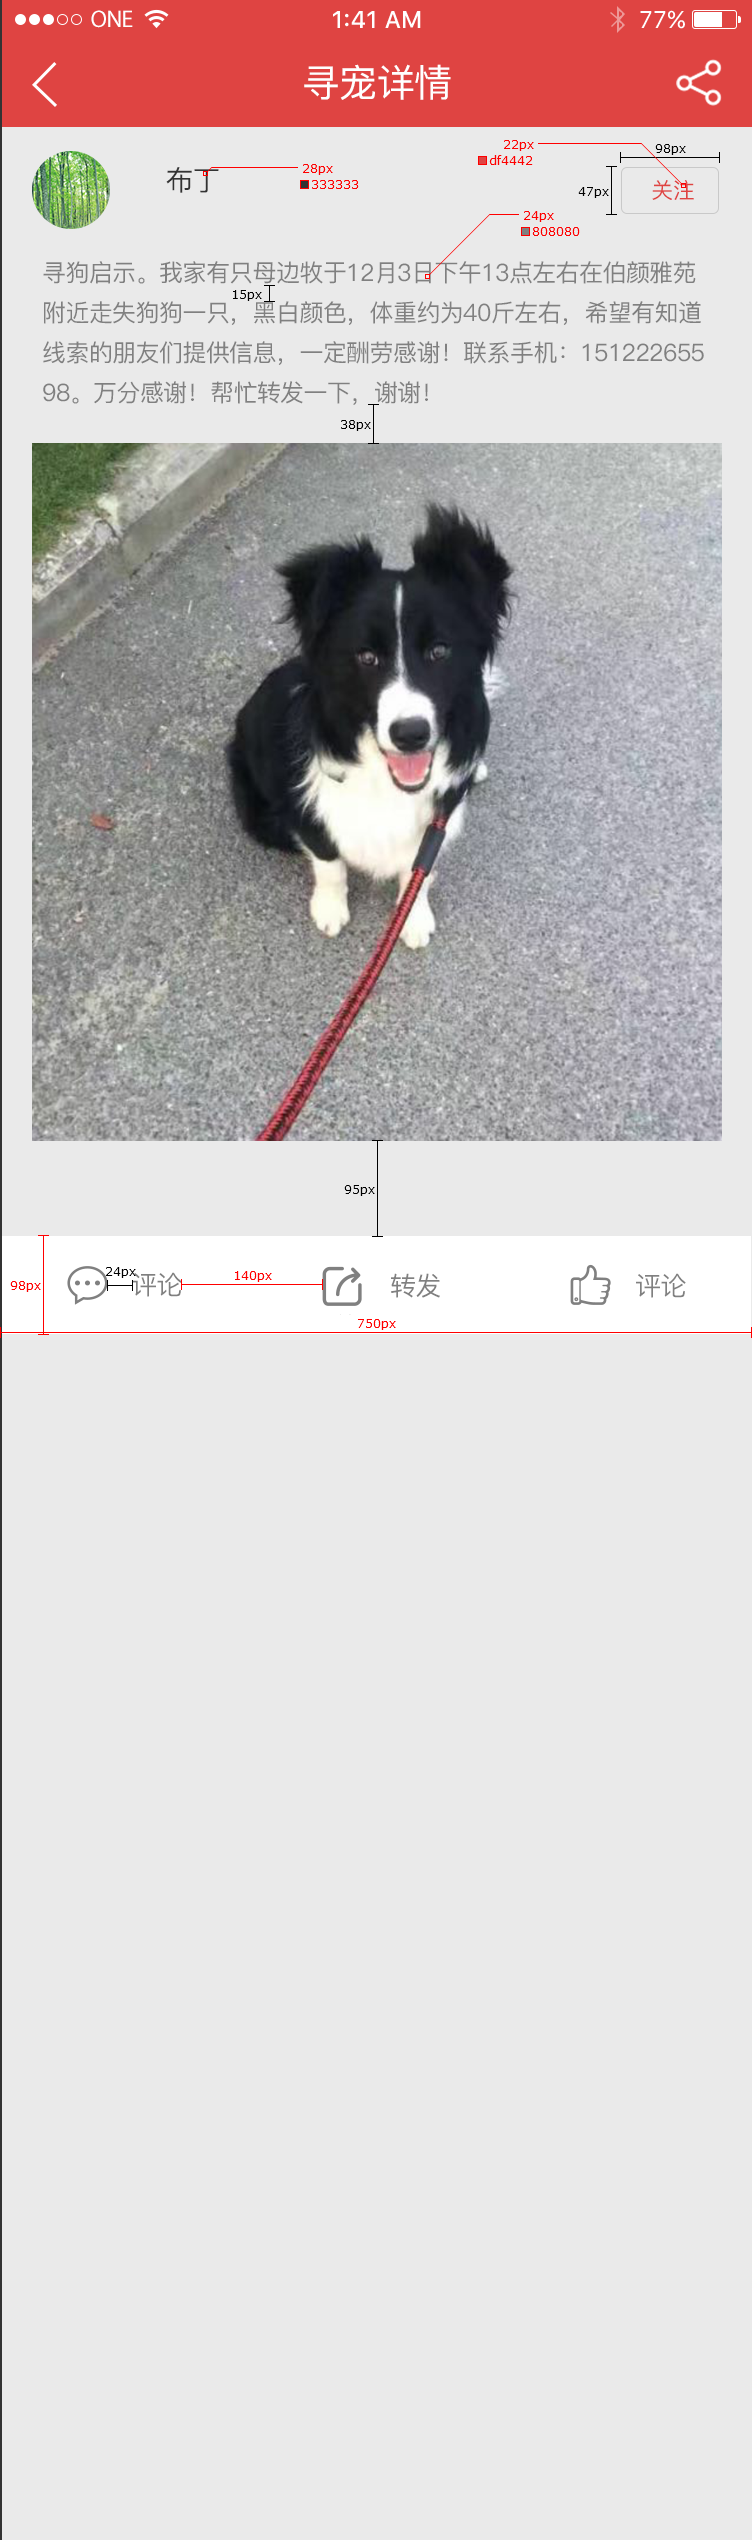 ONE 1:41 AM 77%
寻宠详情
22px
df4442
98px
布丁
28px
333333
47px
关注
24px
808080
寻狗启示。我家有只母边牧于12月3日下午13点左右在伯颜雅苑
15px
附近走失狗狗一只，黑白颜色，体重约为40斤左右，希望有知道
线索的朋友们提供信息，一定酬劳感谢！联系手机：151222655
98。万分感谢！帮忙转发一下，谢谢！
38px
95px
98px
24px
评论
140px
转发
评论
750px